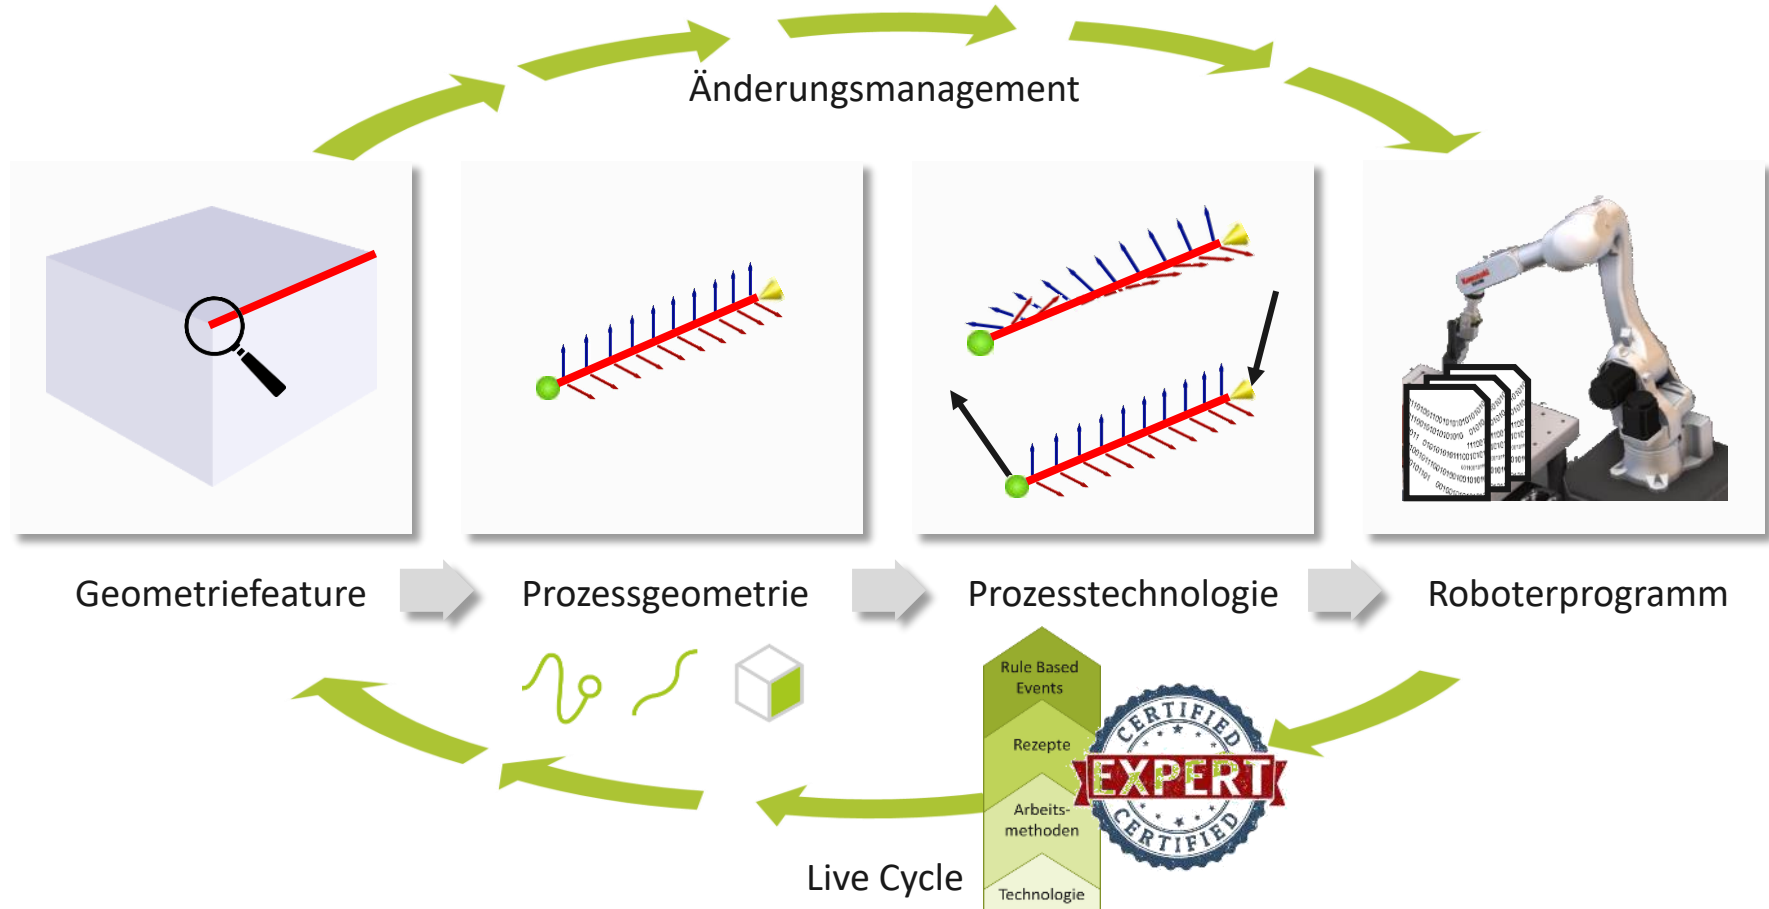 Änderungsmanagement
Geometriefeature
Prozessgeometrie
Prozesstechnologie
Roboterprogramm
Rule Based
Events
Rezepte
Arbeits-
methoden
Technologie
CERTIFIED
EXPERT
CERTIFIED
Live Cycle